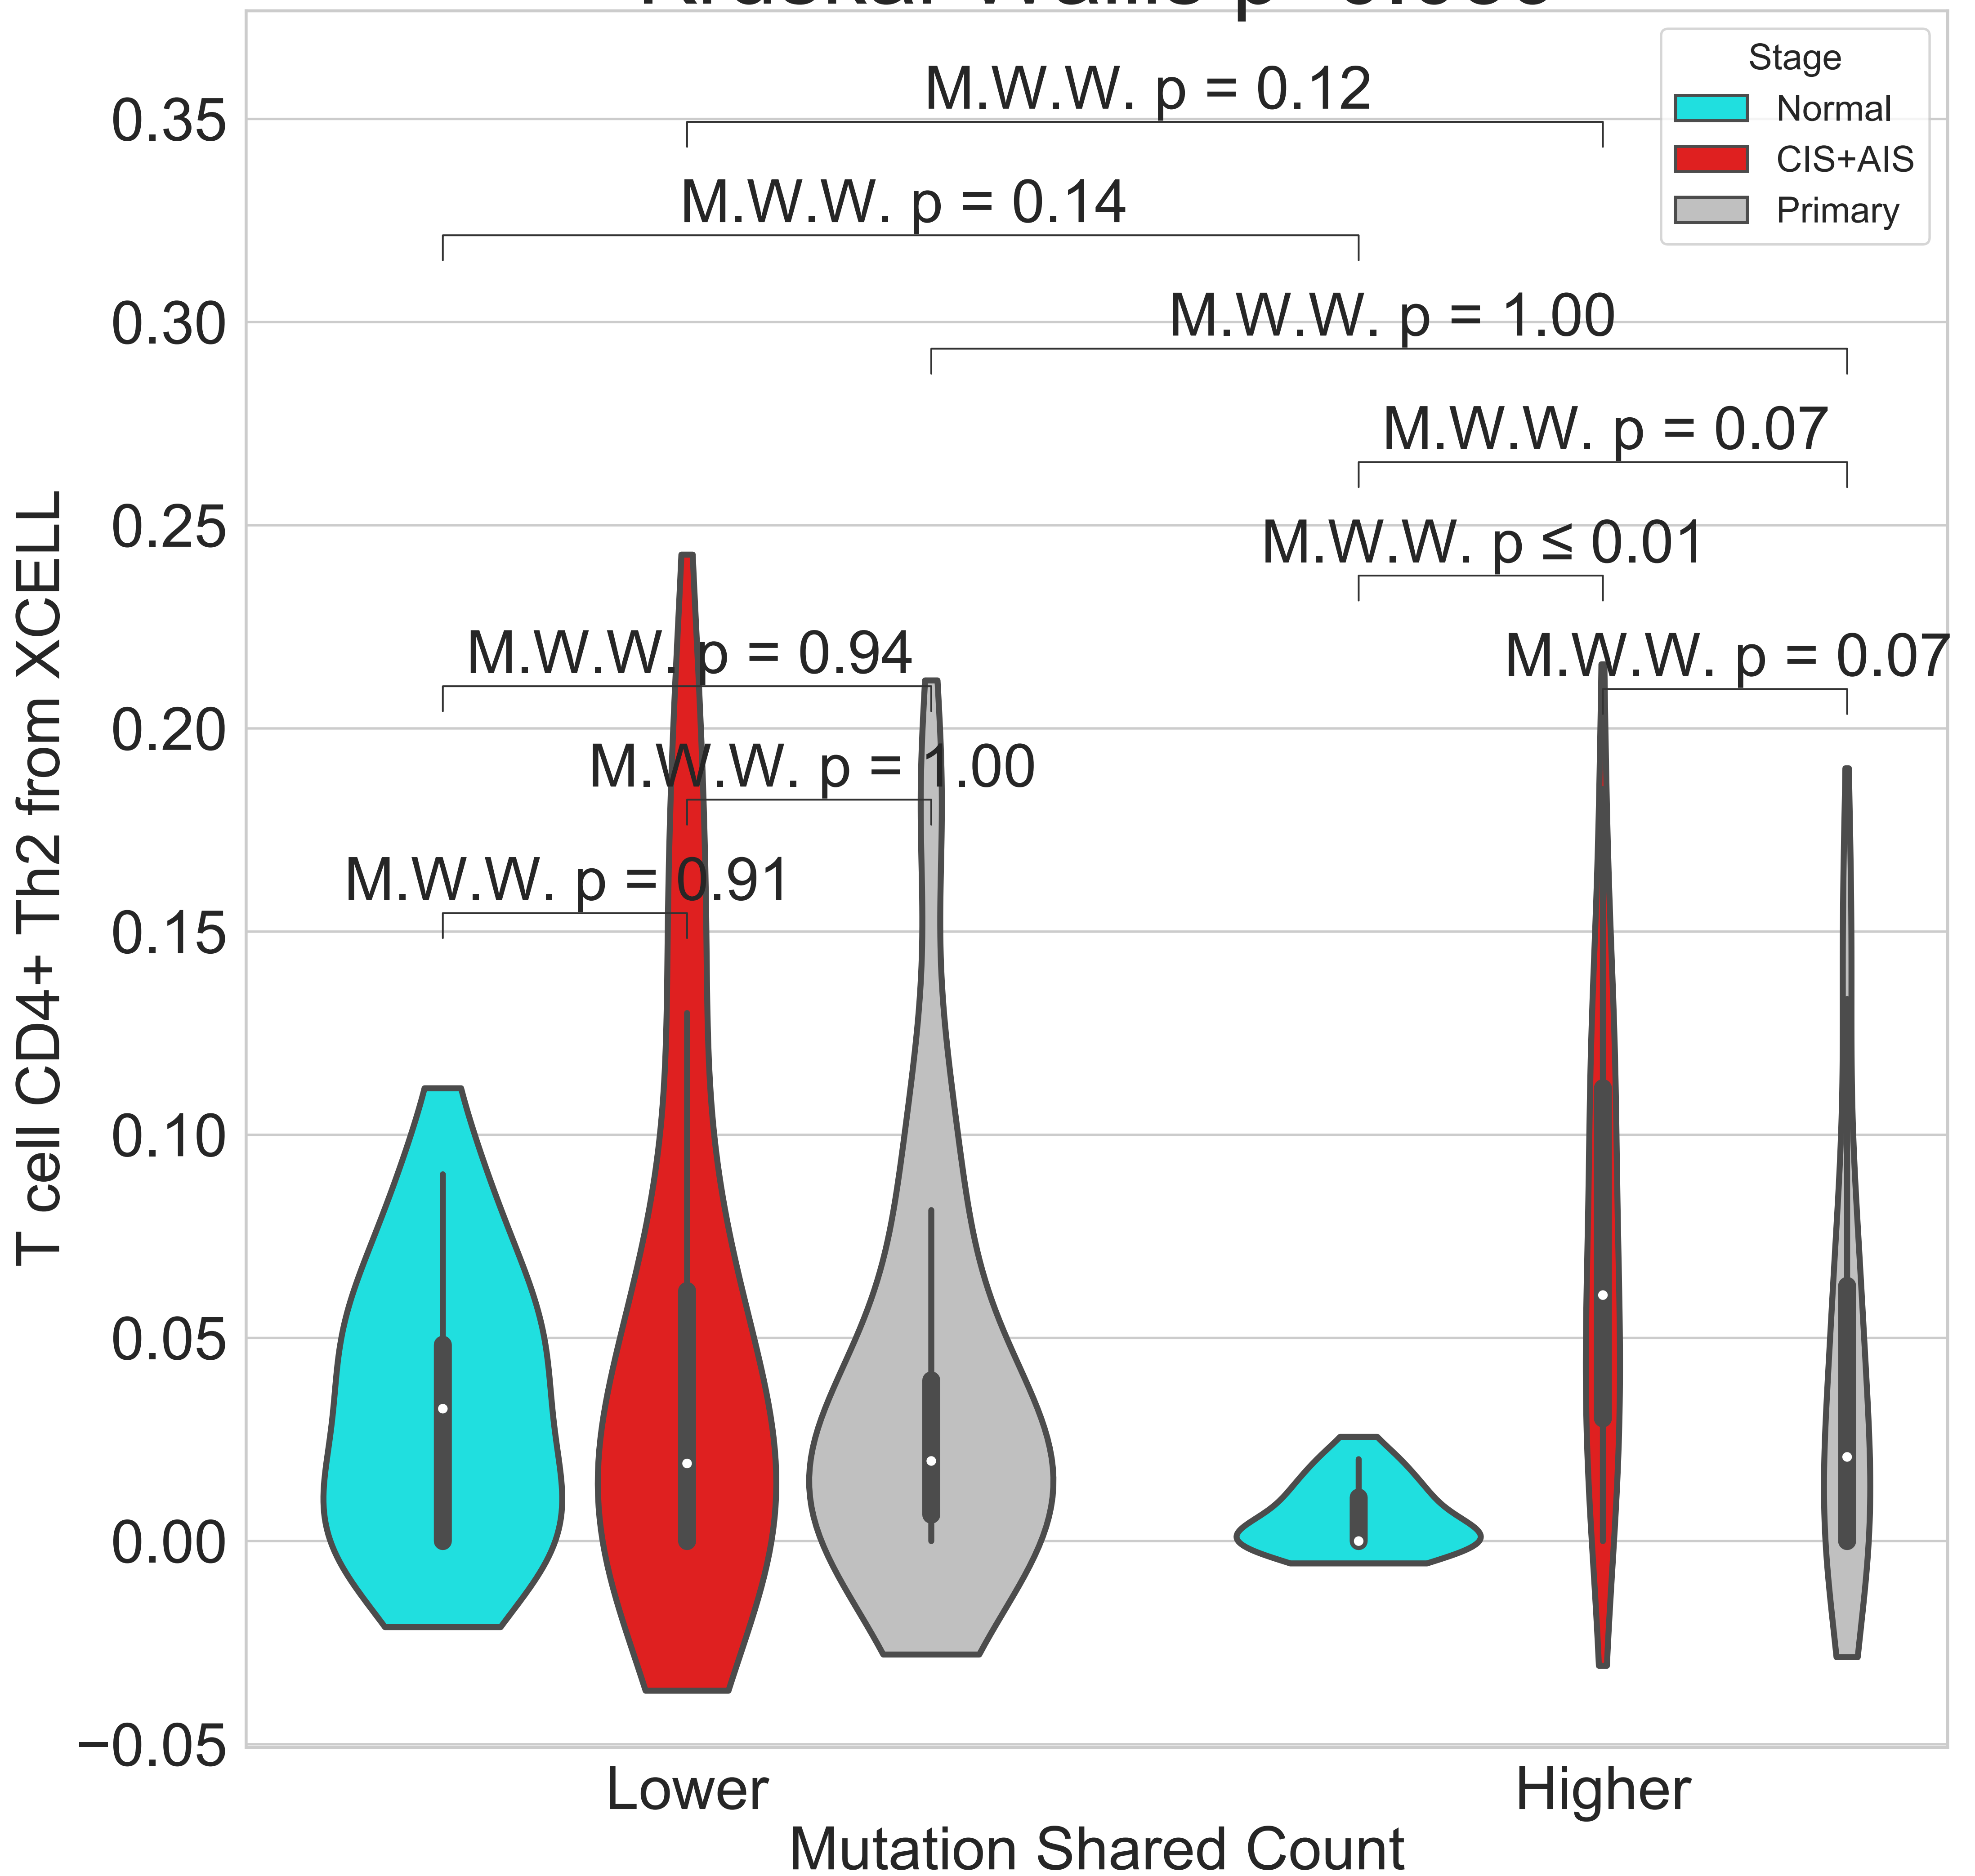 Stage
Normal
CIS+AIS
Primary
M.W.W. p = 0.12
M.W.W. p = 0.14
M.W.W. p = 1.00
M.W.W. p = 0.07
M.W.W. p ≤ 0.01
M.W.W. p = 0.94
M.W.W. p = 0.07
M.W.W. p = 1.00
M.W.W. p = 0.91
0.35
0.30
0.25
0.20
0.15
0.10
0.05
0.00
−0.05
T cell CD4+ Th2 from XCELL
Lower
Higher
Mutation Shared Count